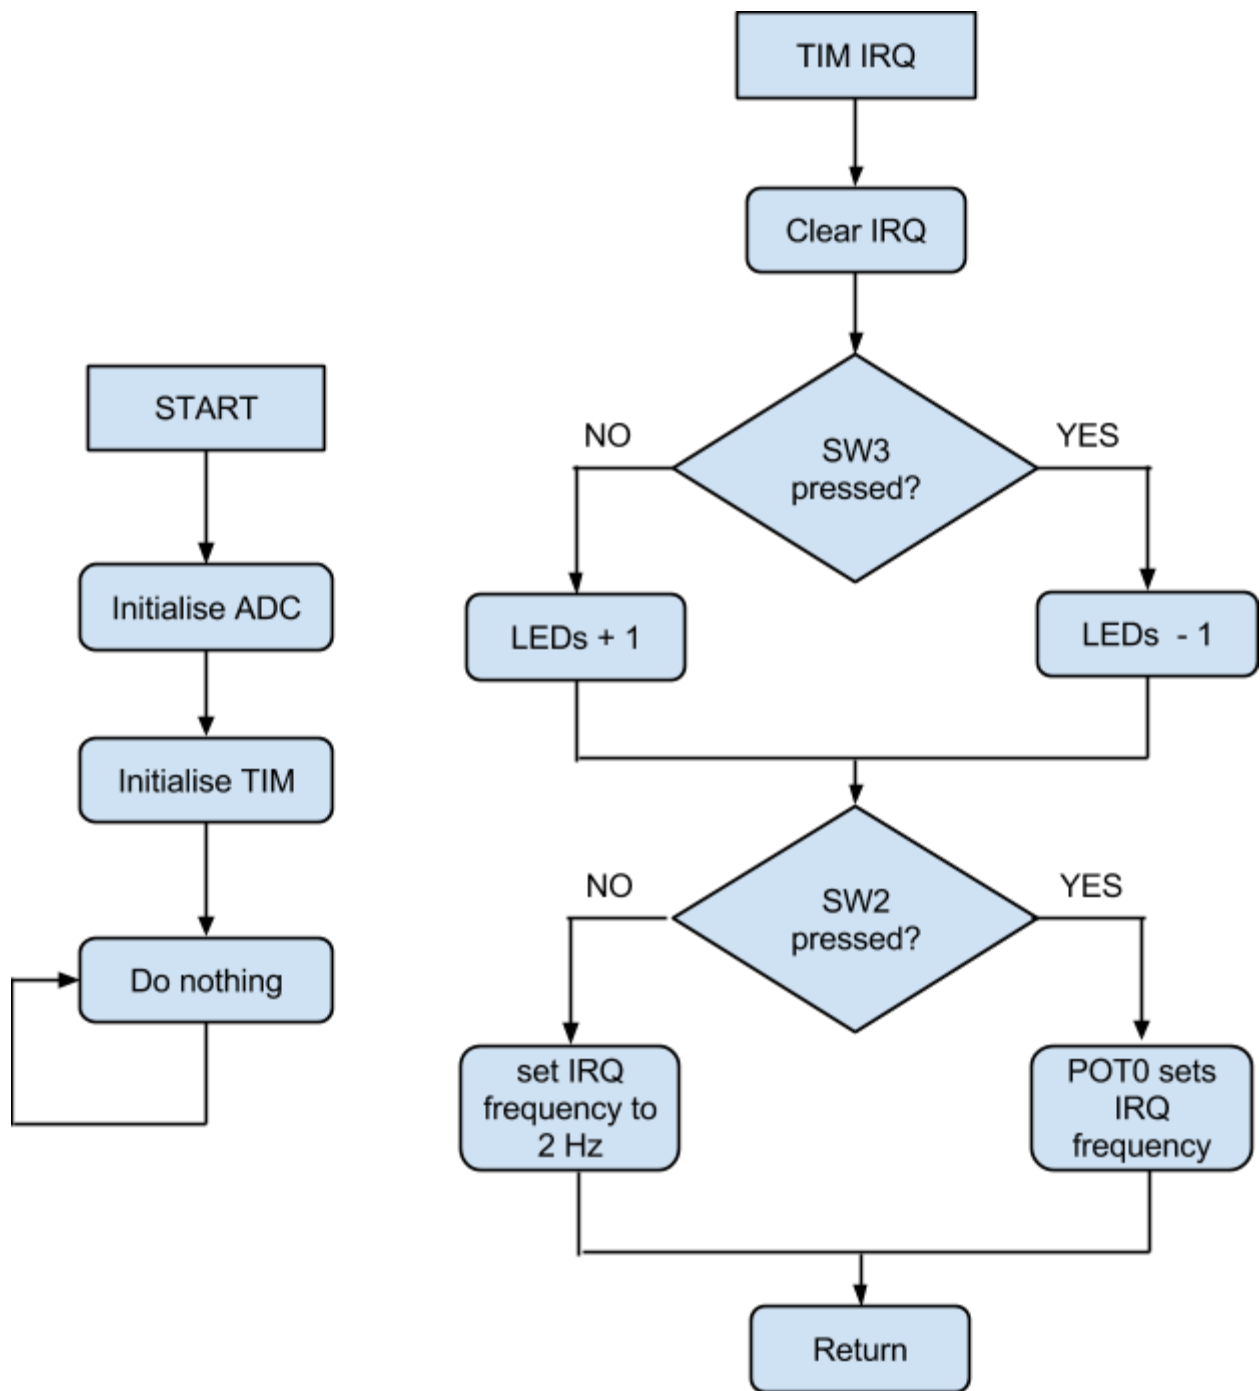 START
Initialise ADC
Initialise TIM
Do nothing
TIM IRQ
Clear IRQ
SW3
pressed?
NO
YES
LEDs + 1
LEDs - 1
SW2
pressed?
NO
YES
set IRQ
frequency to
2 Hz
POT0 sets
IRQ
frequency
Return